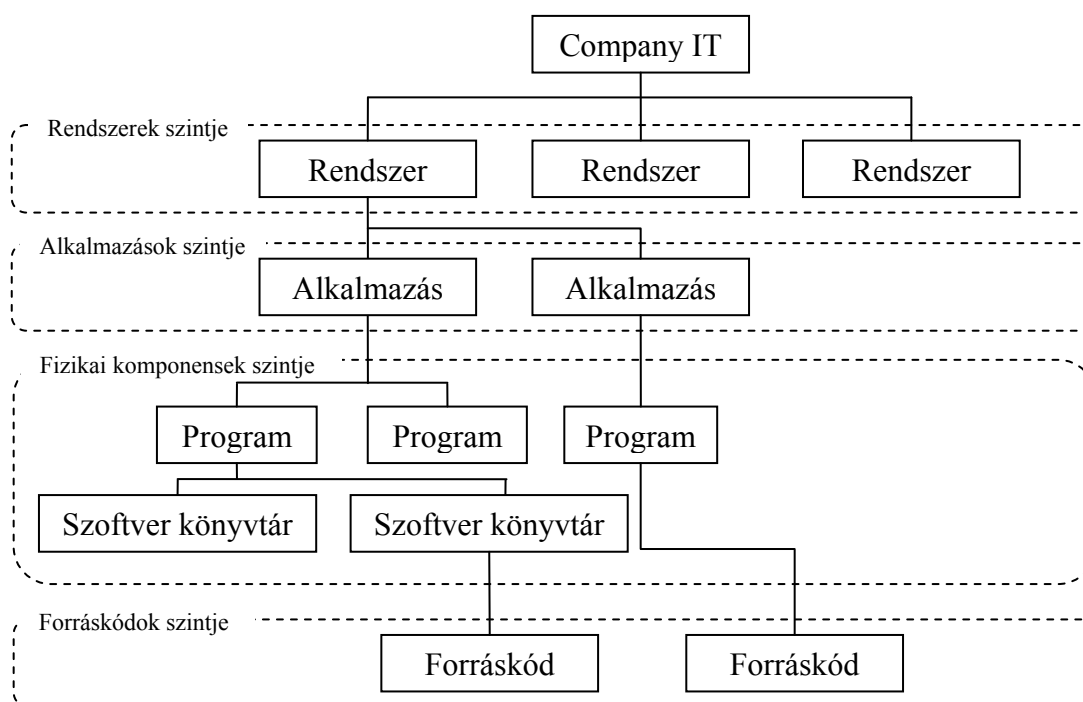 Company IT
Rendszerek szintje
Rendszer
Rendszer
Rendszer
Alkalmazások szintje
Alkalmazás
Alkalmazás
Fizikai komponensek szintje
Program
Program
Program
Szoftver könyvtár
Szoftver könyvtár
Forráskódok szintje
Forráskód
Forráskód